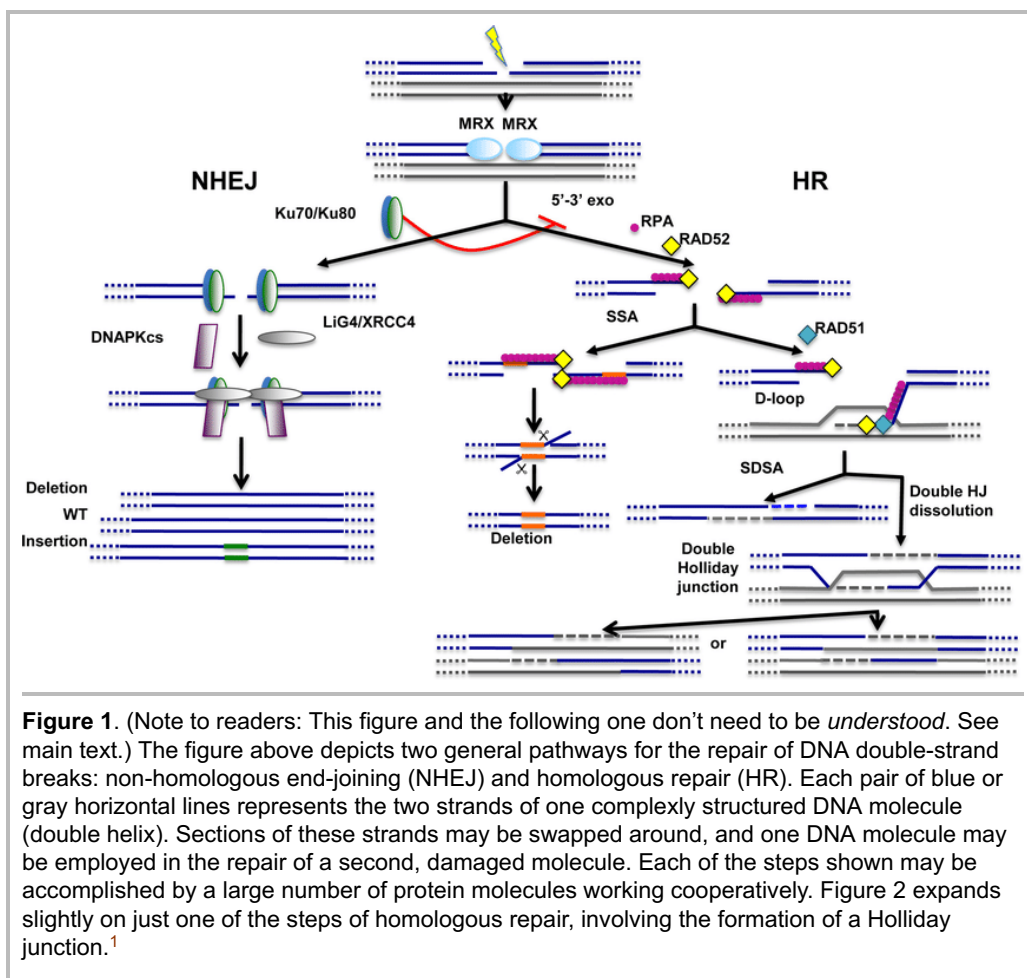 MRX MRX
NHEJ
HR
Ku70/Ku80
5’-3’ exo
RPA
RAD52
DNAPKcs
LiG4/XRCC4
SSA
RAD51
D-loop
SDSA
Double HJ
dissolution
Deletion
WT
Insertion
Deletion
Double
Holliday
junction
or
Figure 1. (Note to readers: This figure and the following one don’t need to be understood. See
main text.) The figure above depicts two general pathways for the repair of DNA double-strand
breaks: non-homologous end-joining (NHEJ) and homologous repair (HR). Each pair of blue or
gray horizontal lines represents the two strands of one complexly structured DNA molecule
(double helix). Sections of these strands may be swapped around, and one DNA molecule may
be employed in the repair of a second, damaged molecule. Each of the steps shown may be
accomplished by a large number of protein molecules working cooperatively. Figure 2 expands
slightly on just one of the steps of homologous repair, involving the formation of a Holliday
junction.1